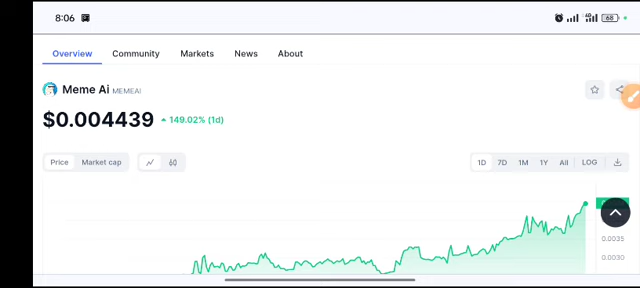 8:06 68
Overview Community Markets News About
Meme Ai MEMEAI
$0.004439 149.02% (1d)
Price Market cap 1D 7D 1M 1Y All LOG
0.0035
0.0030